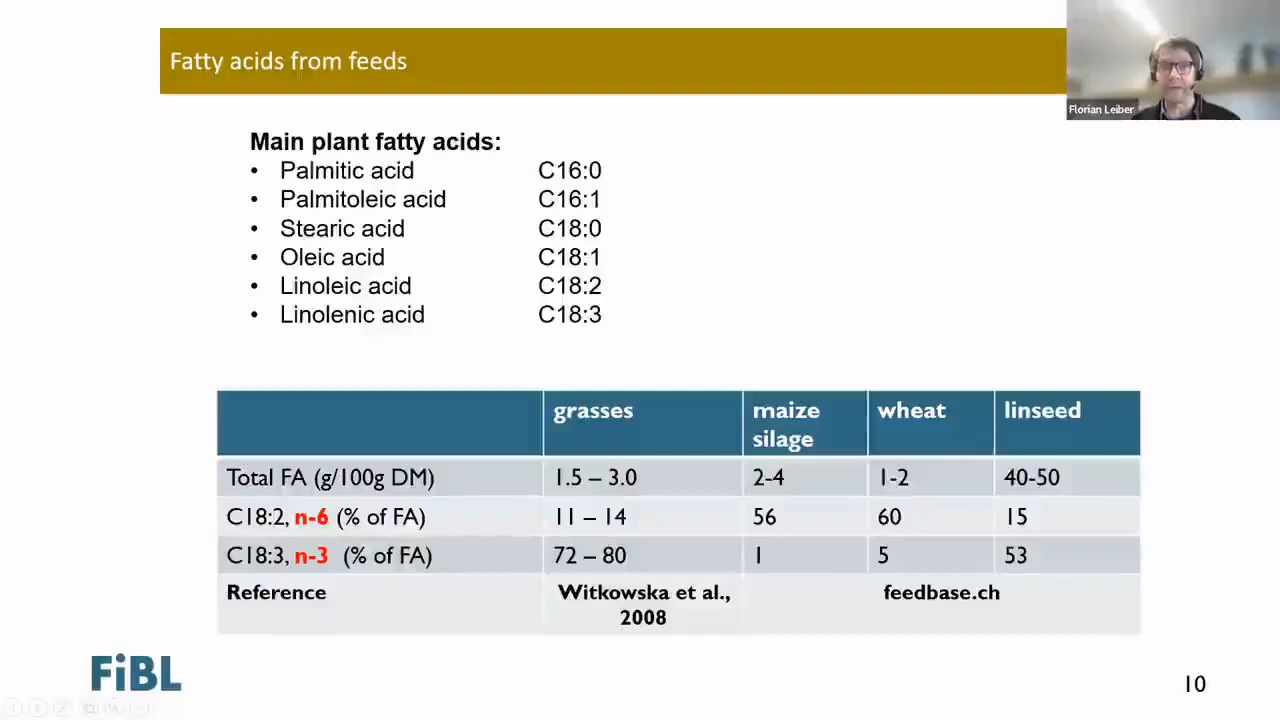 Fatty acids from feeds
Florian Leiber
Main plant fatty acids:
• Palmitic acid C16:0
• Palmitoleic acid C16:1
• Stearic acid C18:0
• Oleic acid C18:1
• Linoleic acid C18:2
• Linolenic acid C18:3
grasses maize silage wheat linseed
Total FA (g/100g DM) 1.5 – 3.0 2-4 1-2 40-50
C18:2, n-6 (% of FA) 11 – 14 56 60 15
C18:3, n-3 (% of FA) 72 – 80 1 5 53
Reference Witkowska et al., 2008 feedbase.ch
FiBL
10